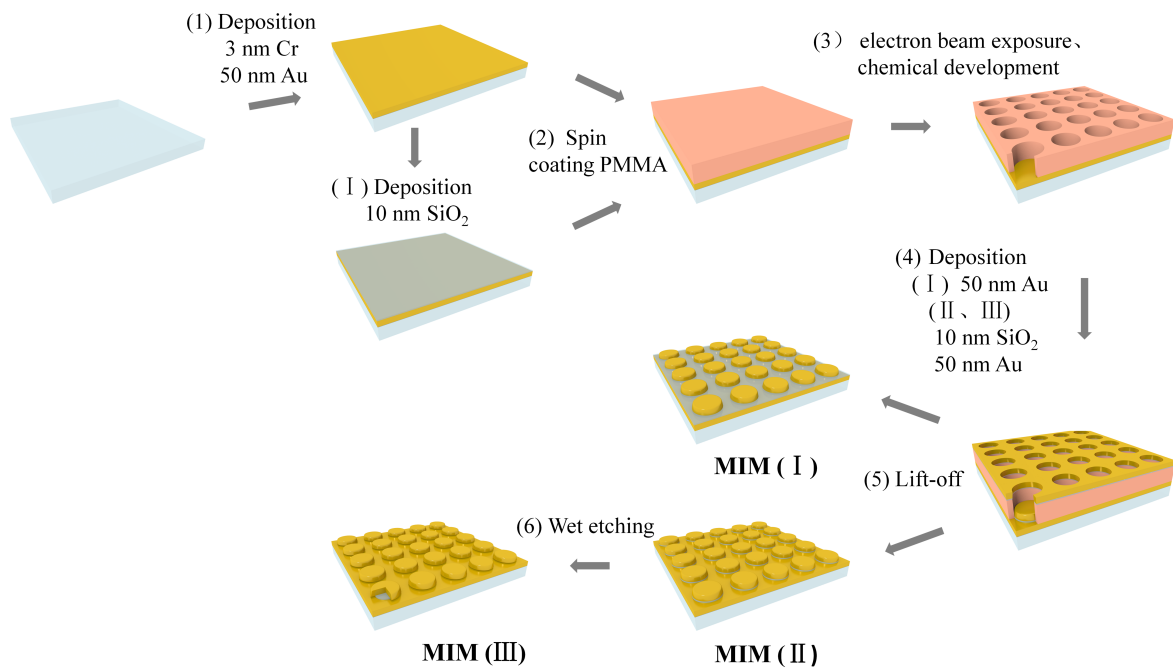 (1) Deposition
3 nm Cr
50 nm Au
(Ⅰ) Deposition
10 nm SiO₂
(2) Spin
coating PMMA
(3） electron beam exposure、
chemical development
(4) Deposition
(Ⅰ) 50 nm Au
(Ⅱ、Ⅲ)
10 nm SiO₂
50 nm Au
MIM (Ⅰ)
(5) Lift-off
(6) Wet etching
MIM (Ⅲ)
MIM (Ⅱ)